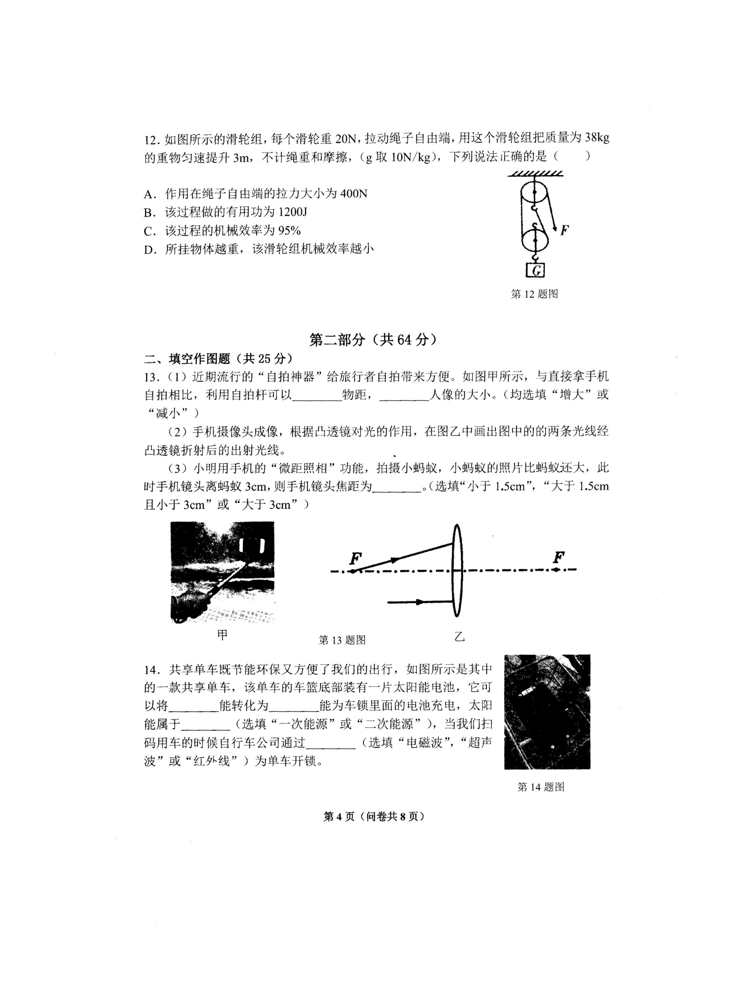 12. 如图所示的滑轮组，每个滑轮重 20N，拉动绳子自由端，用这个滑轮组把质量为 38kg
的重物匀速提升 3m，不计绳重和摩擦，（g 取 10N/kg），下列说法正确的是（　　）
A．作用在绳子自由端的拉力大小为 400N
B．该过程做的有用功为 1200J
C．该过程的机械效率为 95%
D．所挂物体越重，该滑轮组机械效率越小
F
G
第 12 题图
第二部分（共 64 分）
二、填空作图题（共 25 分）
13.（1）近期流行的“自拍神器”给旅行者自拍带来方便。如图甲所示，与直接拿手机
自拍相比，利用自拍杆可以________物距，________人像的大小。（均选填“增大”或
“减小”）
（2）手机摄像头成像，根据凸透镜对光的作用，在图乙中画出图中的的两条光线经
凸透镜折射后的出射光线。
（3）小明用手机的“微距照相”功能，拍摄小蚂蚁，小蚂蚁的照片比蚂蚁还大，此
时手机镜头离蚂蚁 3cm，则手机镜头焦距为________。（选填“小于 1.5cm”，“大于 1.5cm
且小于 3cm”或“大于 3cm”）
F
F
甲
第 13 题图
乙
14．共享单车既节能环保又方便了我们的出行，如图所示是其中
的一款共享单车，该单车的车篮底部装有一片太阳能电池，它可
以将________能转化为________能为车锁里面的电池充电，太阳
能属于________（选填“一次能源”或“二次能源”），当我们扫
码用车的时候自行车公司通过________（选填“电磁波”，“超声
波”或“红外线”）为单车开锁。
第 14 题图
第 4 页（问卷共 8 页）